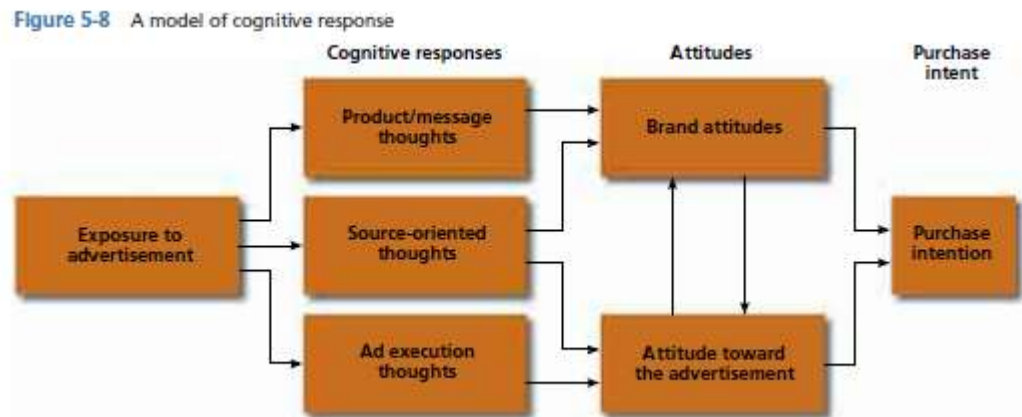 Figure 5-8 A model of cognitive response
Cognitive responses
Attitudes
Purchase
intent
Product/message
thoughts
Brand attitudes
Exposure to
advertisement
Source-oriented
thoughts
Purchase
intention
Ad execution
thoughts
Attitude toward
the advertisement